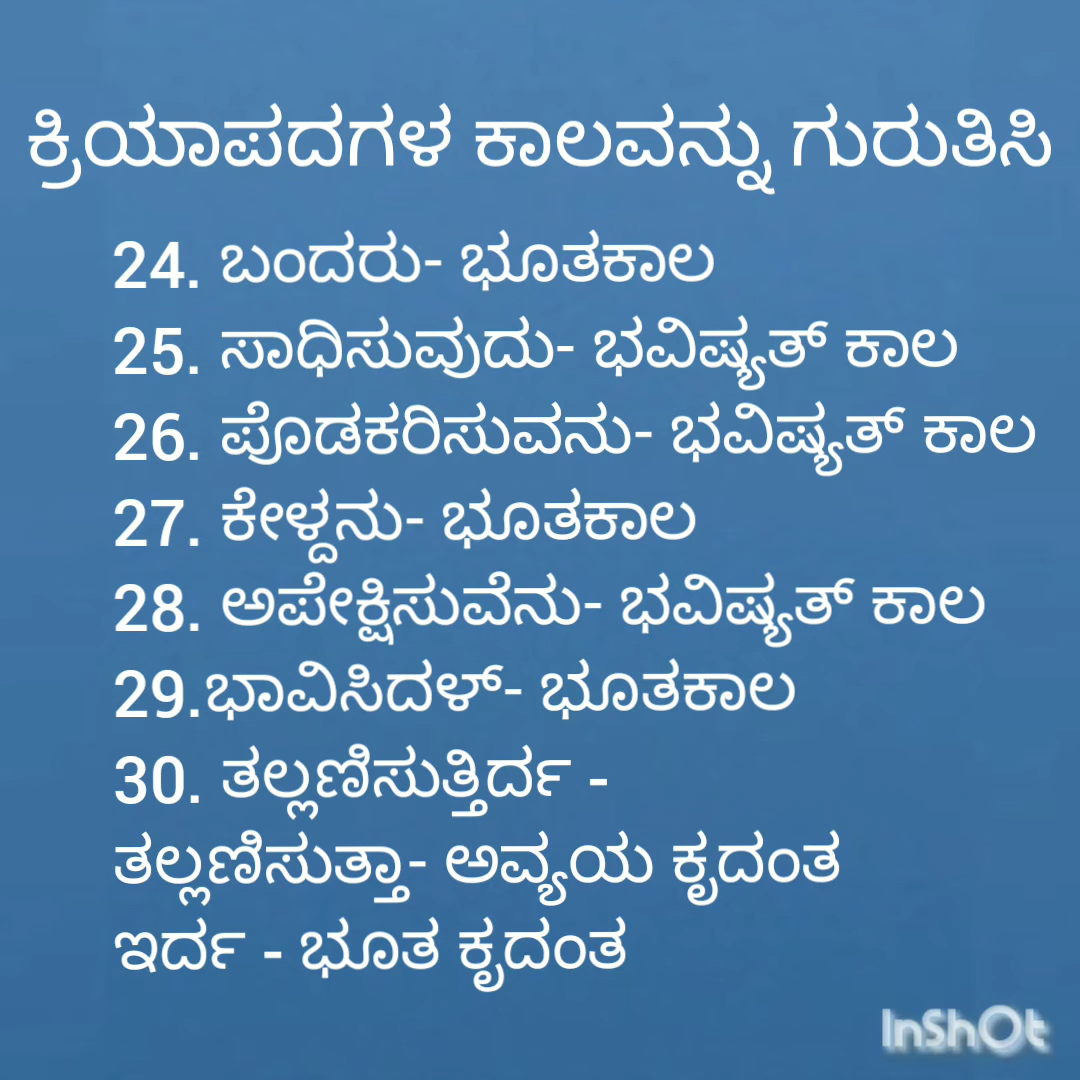 ಕ್ರಿಯಾಪದಗಳ ಕಾಲವನ್ನು ಗುರುತಿಸಿ
24. ಬಂದರು- ಭೂತಕಾಲ
25. ಸಾಧಿಸುವುದು- ಭವಿಷ್ಯತ್ ಕಾಲ
26. ಪೊಡಕರಿಸುವನು- ಭವಿಷ್ಯತ್ ಕಾಲ
27. ಕೇಳ್ದನು- ಭೂತಕಾಲ
28. ಅಪೇಕ್ಷಿಸುವೆನು- ಭವಿಷ್ಯತ್ ಕಾಲ
29.ಭಾವಿಸಿದಳ್- ಭೂತಕಾಲ
30. ತಲ್ಲಣಿಸುತ್ತಿರ್ದ -
ತಲ್ಲಣಿಸುತ್ತಾ- ಅವ್ಯಯ ಕೃದಂತ
ಇರ್ದ - ಭೂತ ಕೃದಂತ
InShOt